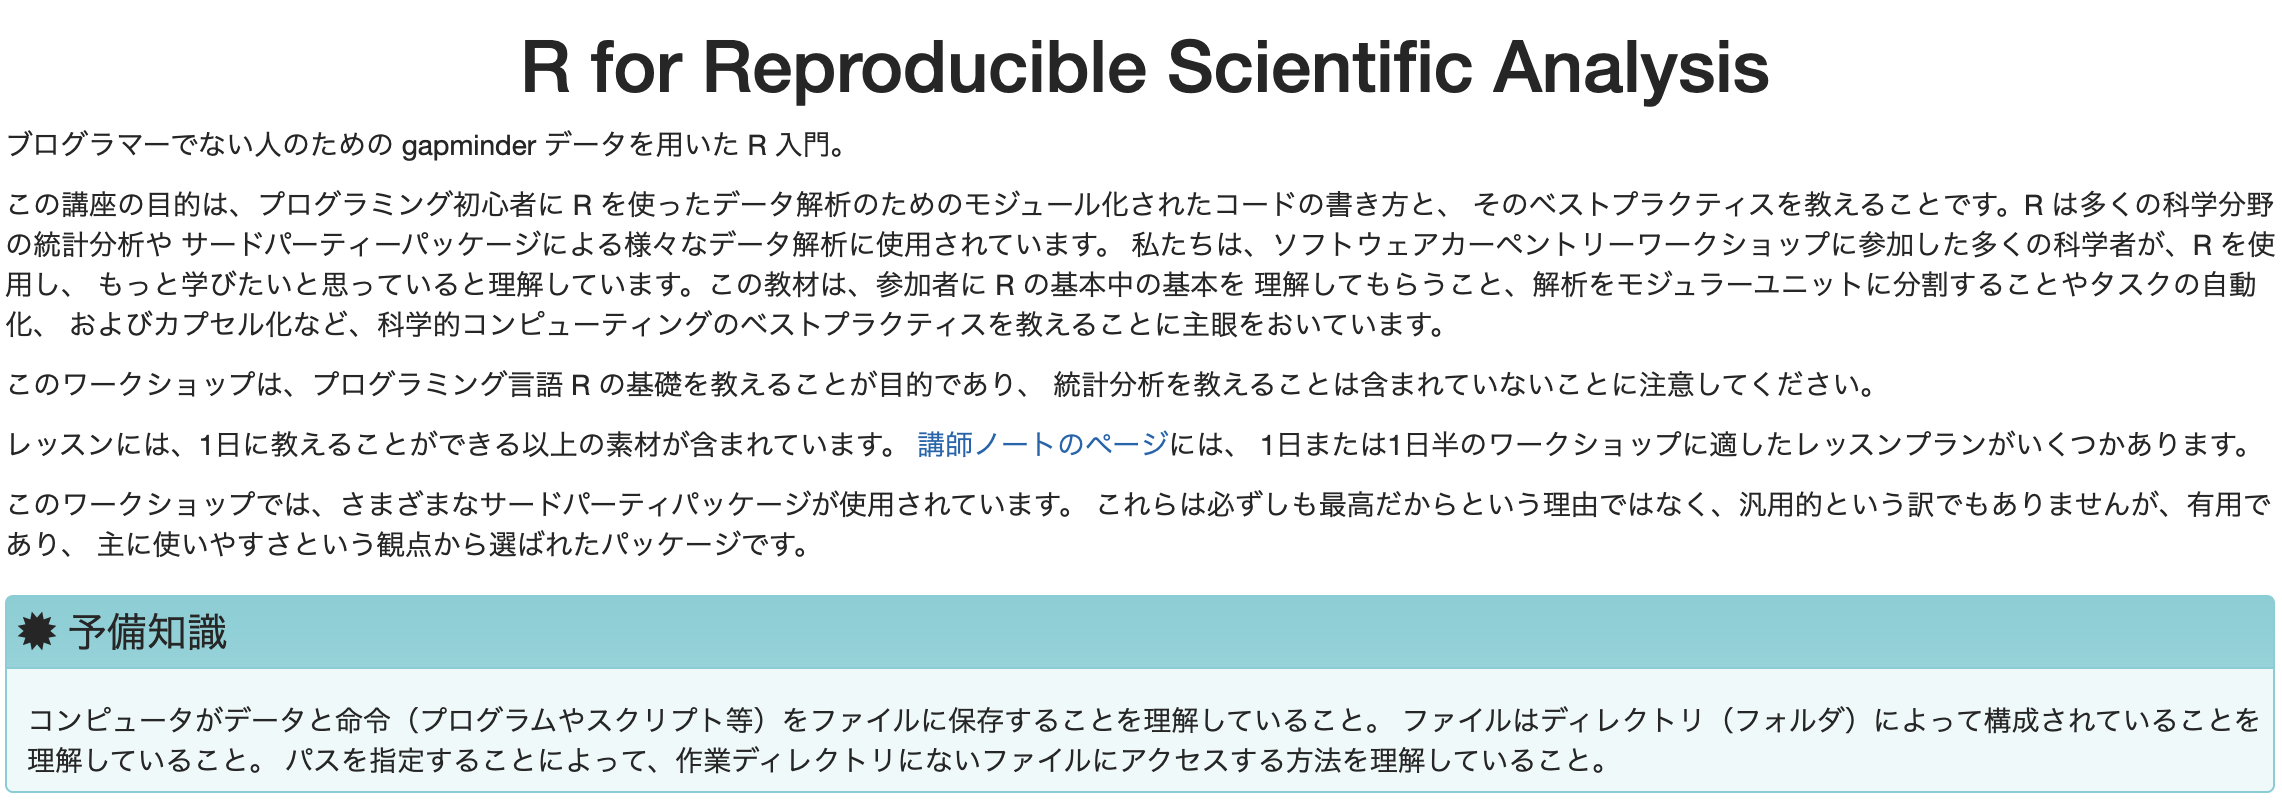 R for Reproducible Scientific Analysis
ブログラマーでない人のための gapminder データを用いた R 入門。
この講座の目的は、プログラミング初心者に R を使ったデータ解析のためのモジュール化されたコードの書き方と、 そのベストプラクティスを教えることです。R は多くの科学分野
の統計分析や サードパーティーパッケージによる様々なデータ解析に使用されています。 私たちは、ソフトウェアカーペントリーワークショップに参加した多くの科学者が、R を使
用し、 もっと学びたいと思っていると理解しています。この教材は、参加者に R の基本中の基本を 理解してもらうこと、解析をモジュラーユニットに分割することやタスクの自動
化、 およびカプセル化など、科学的コンピューティングのベストプラクティスを教えることに主眼をおいています。
このワークショップは、プログラミング言語 R の基礎を教えることが目的であり、 統計分析を教えることは含まれていないことに注意してください。
レッスンには、1日に教えることができる以上の素材が含まれています。 講師ノートのページには、 1日または1日半のワークショップに適したレッスンプランがいくつかあります。
このワークショップでは、さまざまなサードパーティパッケージが使用されています。 これらは必ずしも最高だからという理由ではなく、汎用的という訳でもありませんが、有用で
あり、 主に使いやすさという観点から選ばれたパッケージです。
予備知識
コンピュータがデータと命令（プログラムやスクリプト等）をファイルに保存することを理解していること。 ファイルはディレクトリ（フォルダ）によって構成されていることを
理解していること。 パスを指定することによって、作業ディレクトリにないファイルにアクセスする方法を理解していること。